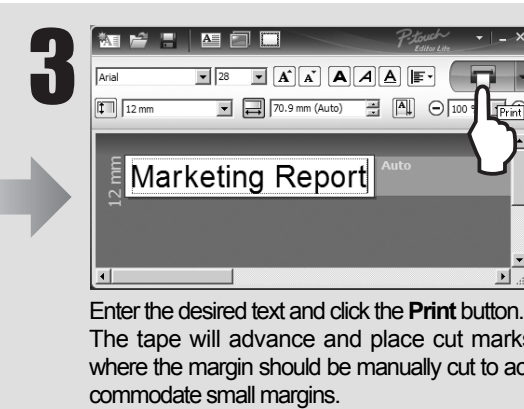 3
P-touch
Editor Lite
Arial 28 A A A A A
12 mm 70.9 mm (Auto) A 100
Print
12 mm
Marketing Report
Auto
Enter the desired text and click the Print button.
The tape will advance and place cut marks
where the margin should be manually cut to ac
commodate small margins.